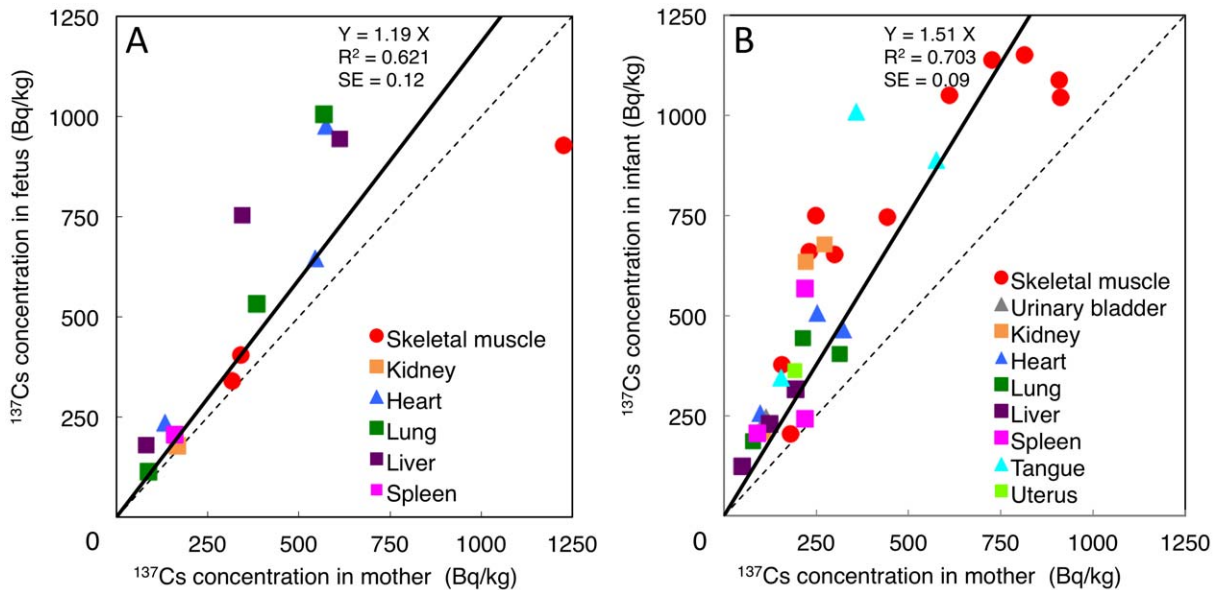 A
Y = 1.19 X
R² = 0.621
SE = 0.12
1250
1000
750
500
250
0
250
500
750
1000
1250
¹³⁷Cs concentration in fetus (Bq/kg)
¹³⁷Cs concentration in mother (Bq/kg)
Skeletal muscle
Kidney
Heart
Lung
Liver
Spleen
B
Y = 1.51 X
R² = 0.703
SE = 0.09
1250
1000
750
500
250
0
250
500
750
1000
1250
¹³⁷Cs concentration in infant (Bq/kg)
¹³⁷Cs concentration in mother (Bq/kg)
Skeletal muscle
Urinary bladder
Kidney
Heart
Lung
Liver
Spleen
Tangue
Uterus